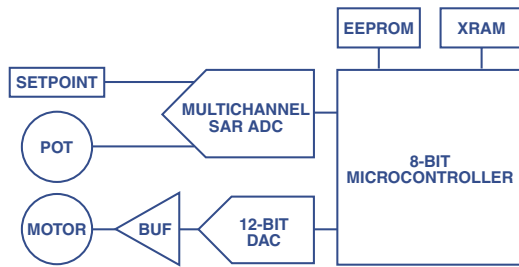 EEPROM
XRAM
SETPOINT
MULTICHANNEL
SAR ADC
POT
8-BIT
MICROCONTROLLER
MOTOR
BUF
12-BIT
DAC